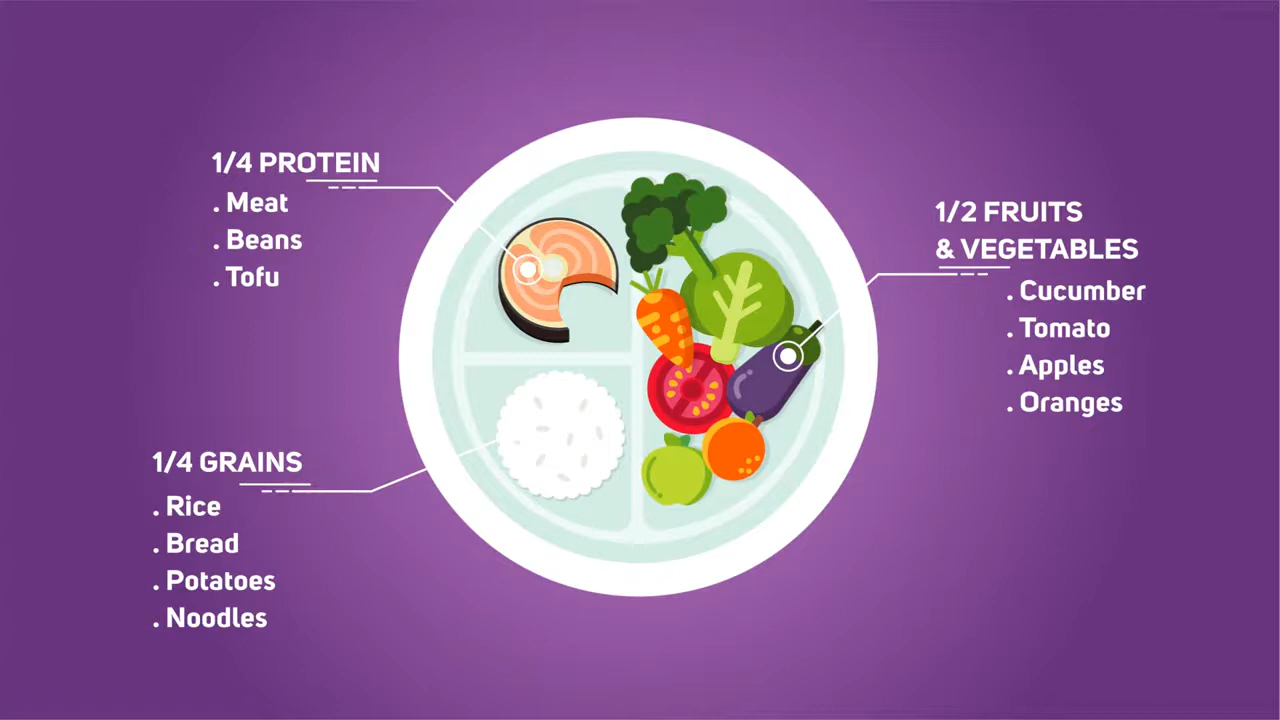 1/4 PROTEIN
. Meat
. Beans
. Tofu
1/2 FRUITS
& VEGETABLES
. Cucumber
. Tomato
. Apples
. Oranges
1/4 GRAINS
. Rice
. Bread
. Potatoes
. Noodles